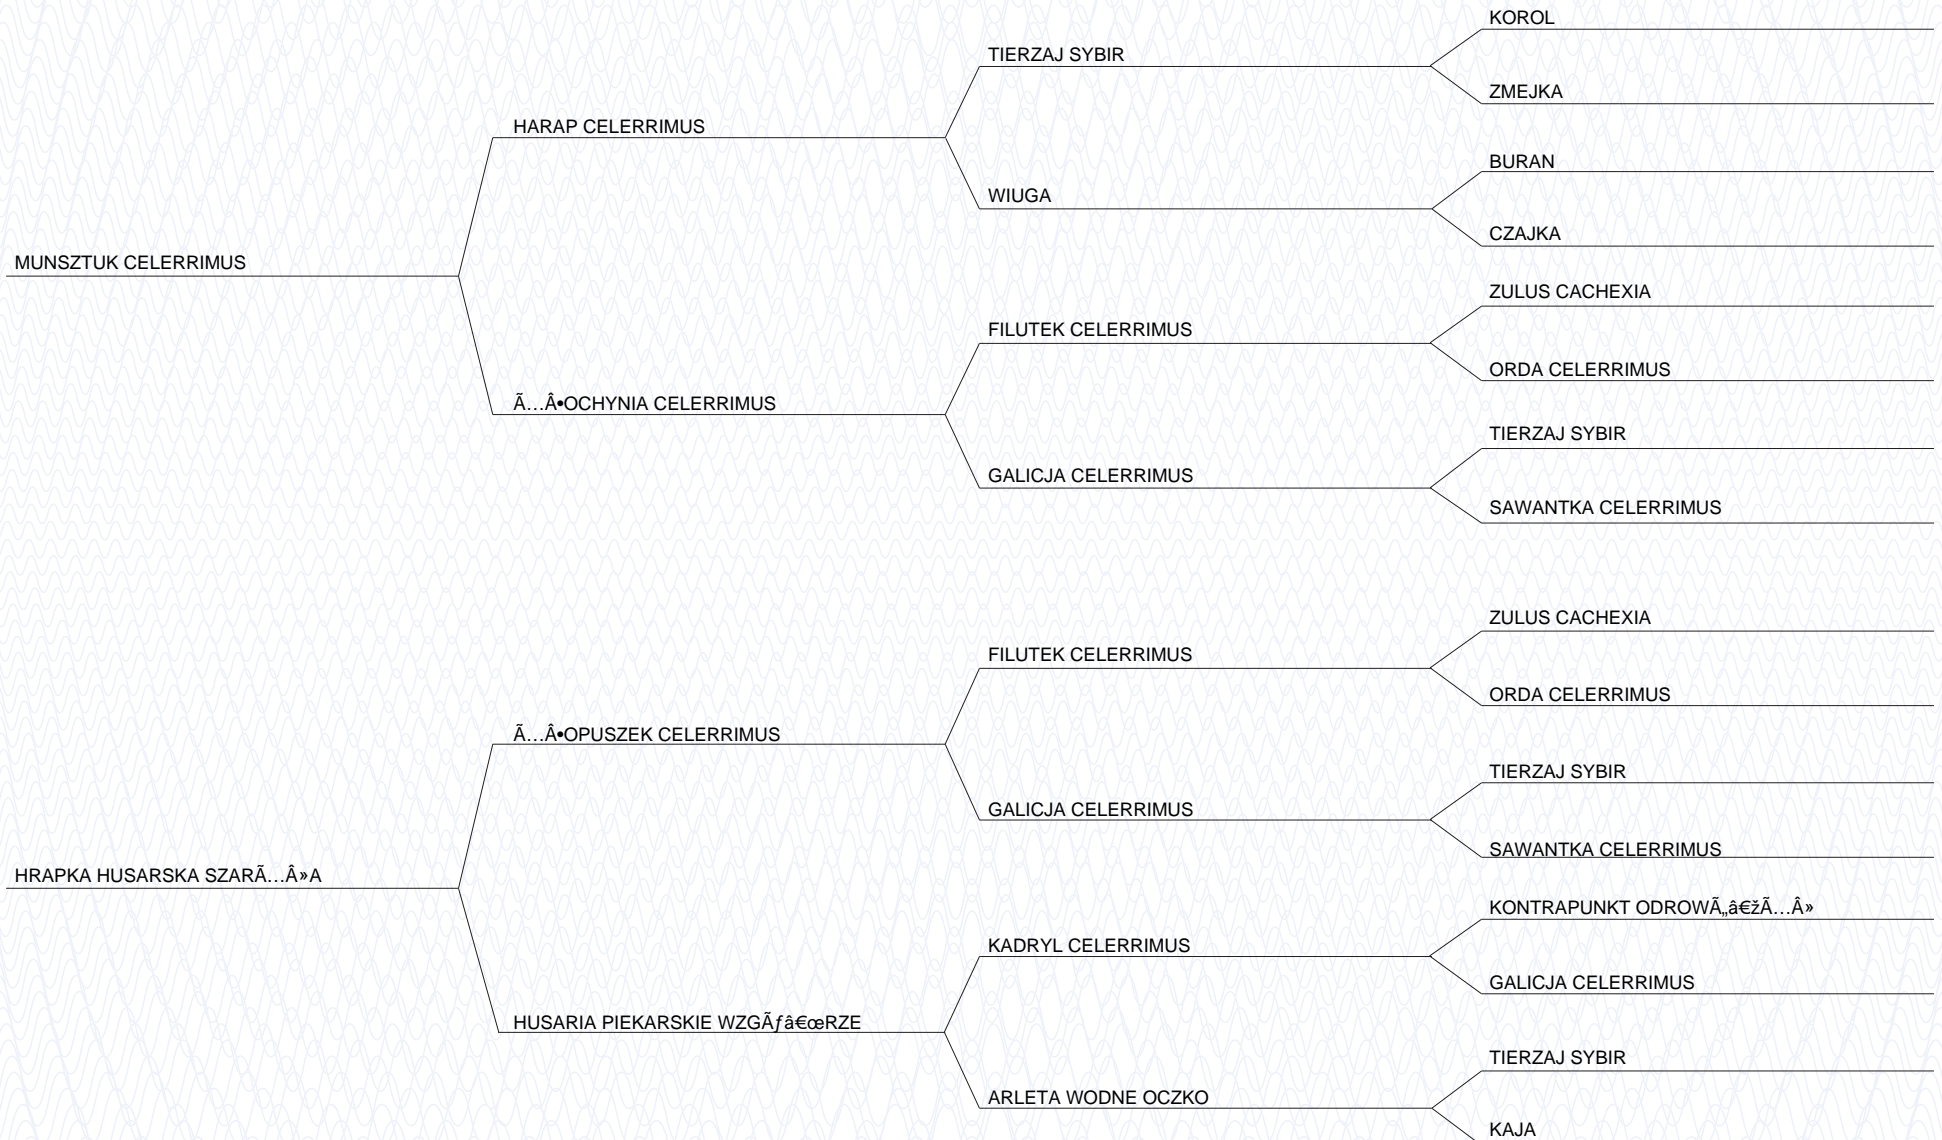 KOROL
TIERZAJ SYBIR
ZMEJKA
HARAP CELERRIMUS
BURAN
WIUGA
CZAJKA
MUNSZTUK CELERRIMUS
ZULUS CACHEXIA
FILUTEK CELERRIMUS
ORDA CELERRIMUS
Ã…Â•OCHYNIA CELERRIMUS
TIERZAJ SYBIR
GALICJA CELERRIMUS
SAWANTKA CELERRIMUS
ZULUS CACHEXIA
FILUTEK CELERRIMUS
ORDA CELERRIMUS
Ã…Â•OPUSZEK CELERRIMUS
TIERZAJ SYBIR
GALICJA CELERRIMUS
SAWANTKA CELERRIMUS
HRAPKA HUSARSKA SZARÃ…Â»A
KONTRAPUNKT ODROWÃ„â€žÃ…Â»
KADRYL CELERRIMUS
GALICJA CELERRIMUS
HUSARIA PIEKARSKIE WZGÃƒâ€œRZE
TIERZAJ SYBIR
ARLETA WODNE OCZKO
KAJA